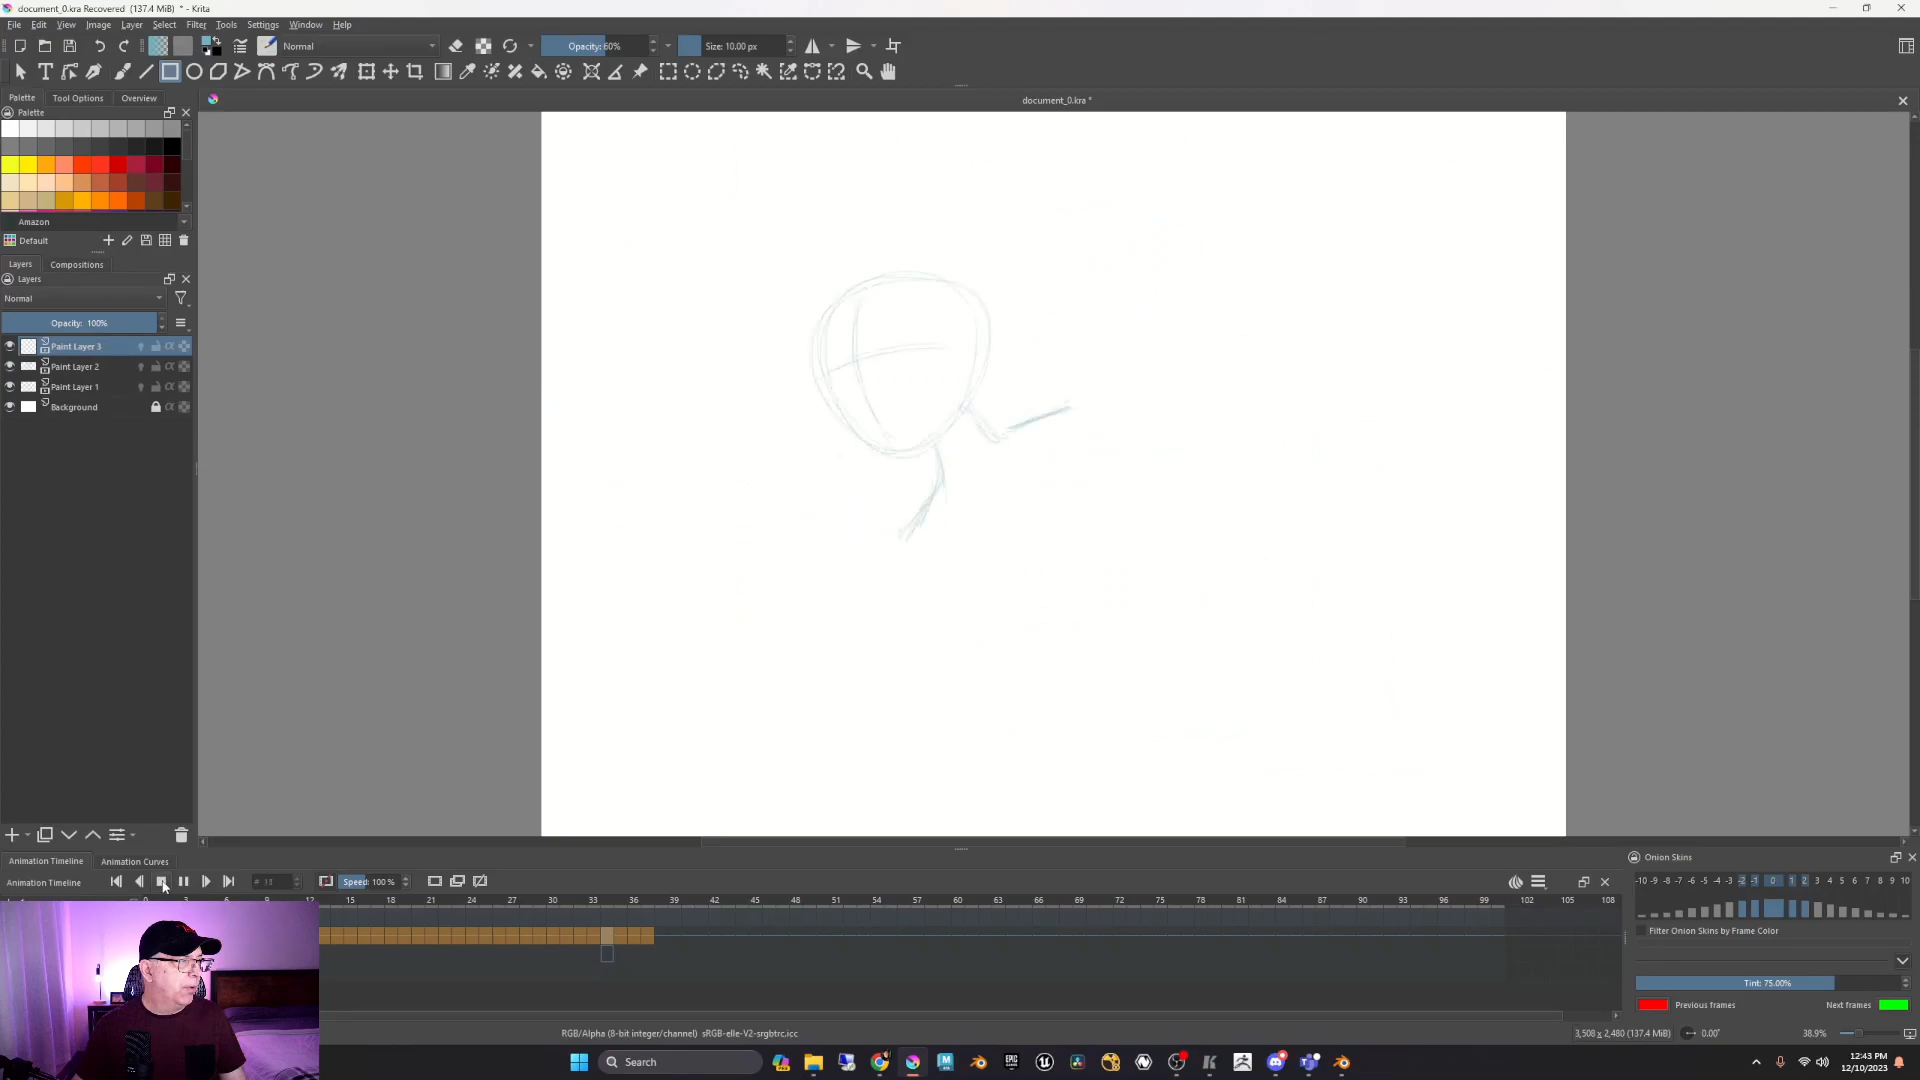 document_0.kra Recovered (137.4 MiB) * - Krita
File Edit View Image Layer Select Filter Tools Settings Window Help
Normal Opacity: 60% Size: 10.00 px
Palette Tool Options Overview
document_0.kra *
Palette
Amazon
Default
Layers Compositions
Layers
Normal
Opacity: 100%
Paint Layer 3
Paint Layer 2
Paint Layer 1
Background
Animation Timeline Animation Curves
Animation Timeline Speed: 100 %
0 3 6 9 12 15 18 21 24 27 30 33 36 39 42 45 48 51 54 57 60 63 66 69 72 75 78 81 84 87 90 93 96 99 102 105 108
Onion Skins
-10 -9 -8 -7 -6 -5 -4 -3 -2 -1 0 1 2 3 4 5 6 7 8 9 10
Filter Onion Skins by Frame Color
Tint: 75.00%
Previous frames Next frames
RGB/Alpha (8-bit integer/channel) sRGB-elle-V2-srgbtrc.icc
3,508 x 2,480 (137.4 MiB) 0.00° 38.9%
Search
12:43 PM
12/10/2023